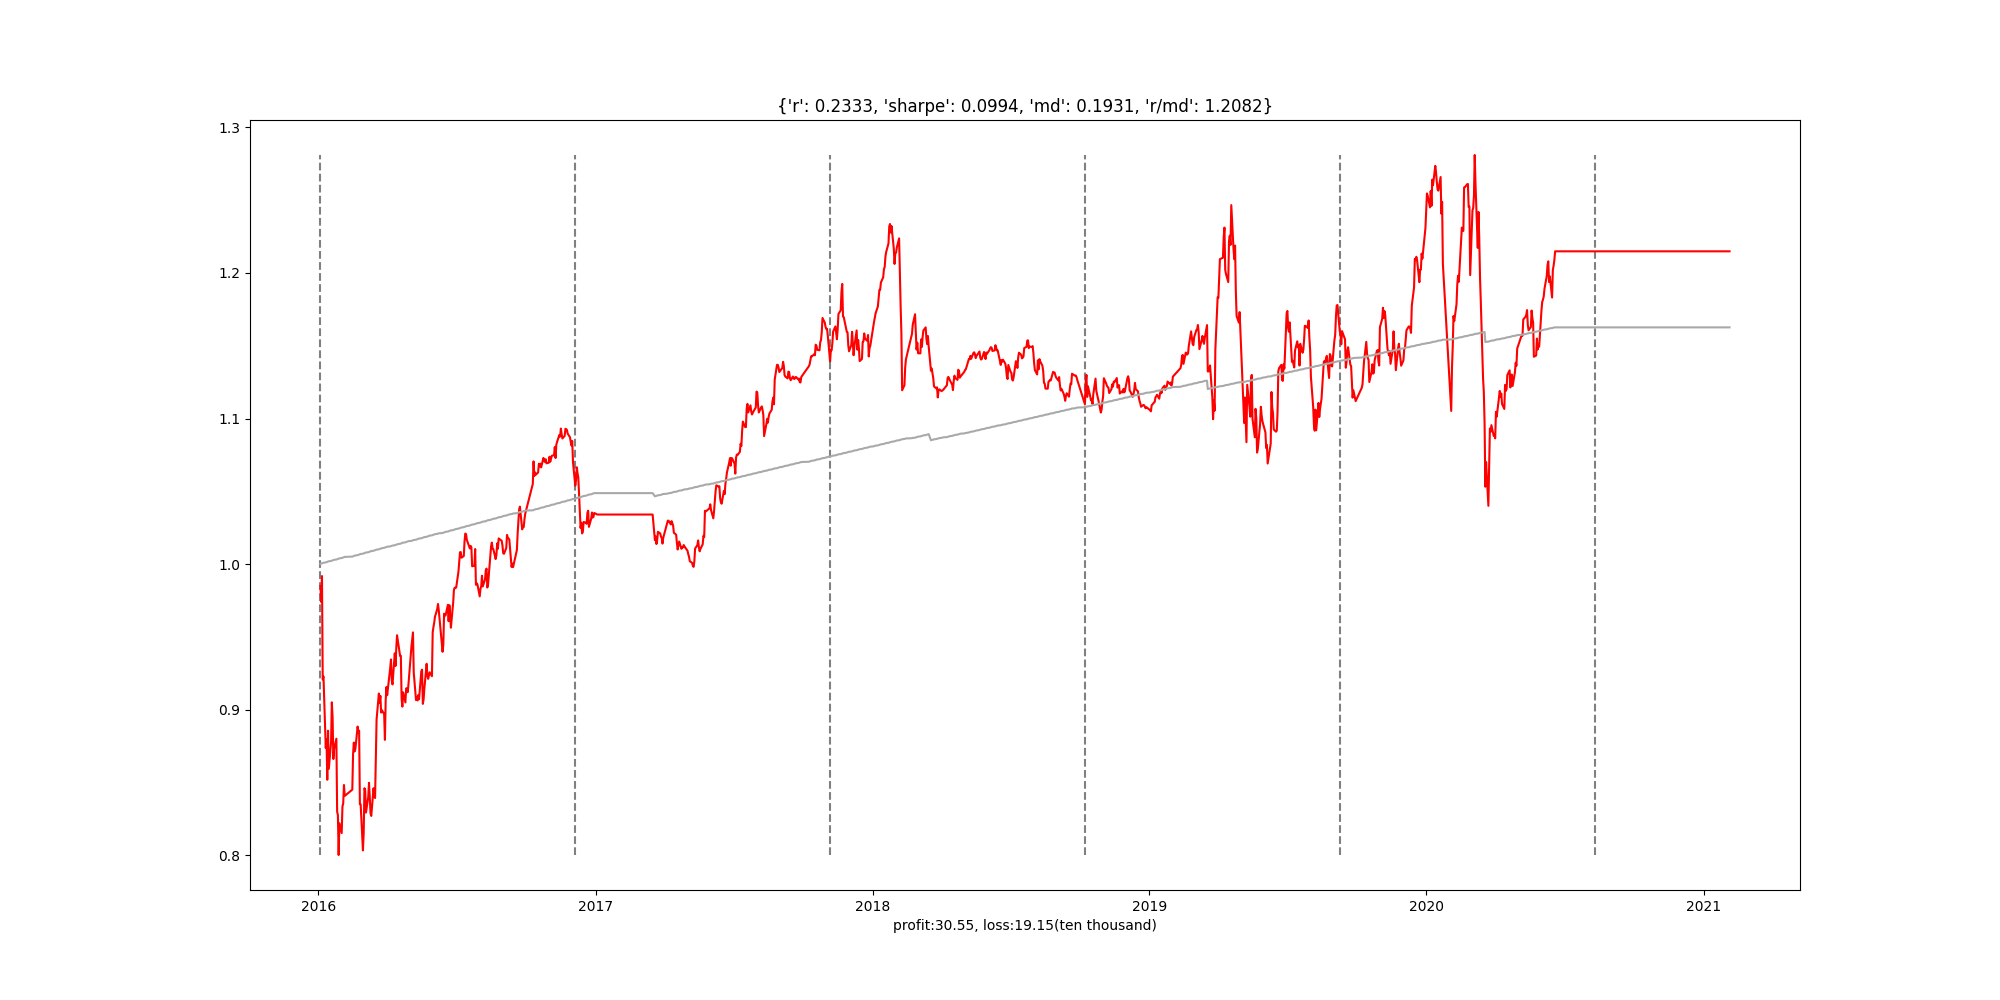 {'r': 0.2333, 'sharpe': 0.0994, 'md': 0.1931, 'r/md': 1.2082}
1.3
1.2
1.1
1.0
0.9
0.8
2016 2017 2018 2019 2020 2021
profit:30.55, loss:19.15(ten thousand)